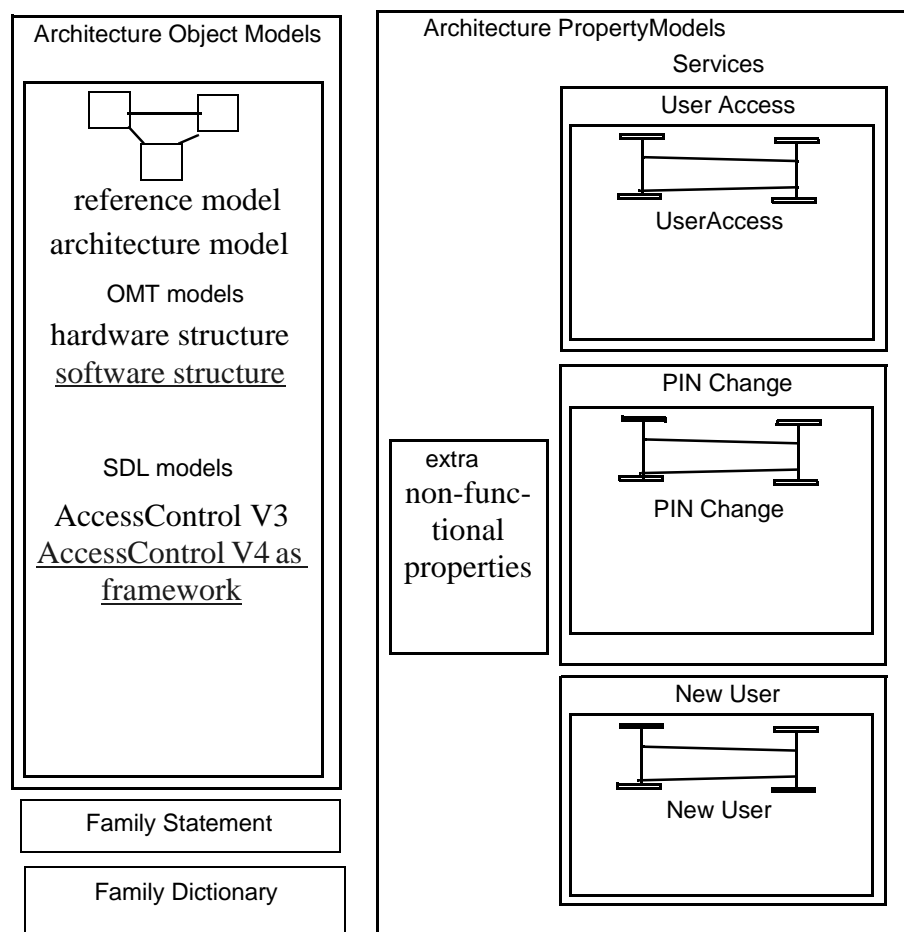 Architecture Object Models
reference model
architecture model
OMT models
hardware structure
software structure
SDL models
AccessControl V3
AccessControl V4 as
framework
Family Statement
Family Dictionary
Architecture PropertyModels
Services
User Access
UserAccess
PIN Change
PIN Change
extra
non-func-
tional
properties
New User
New User